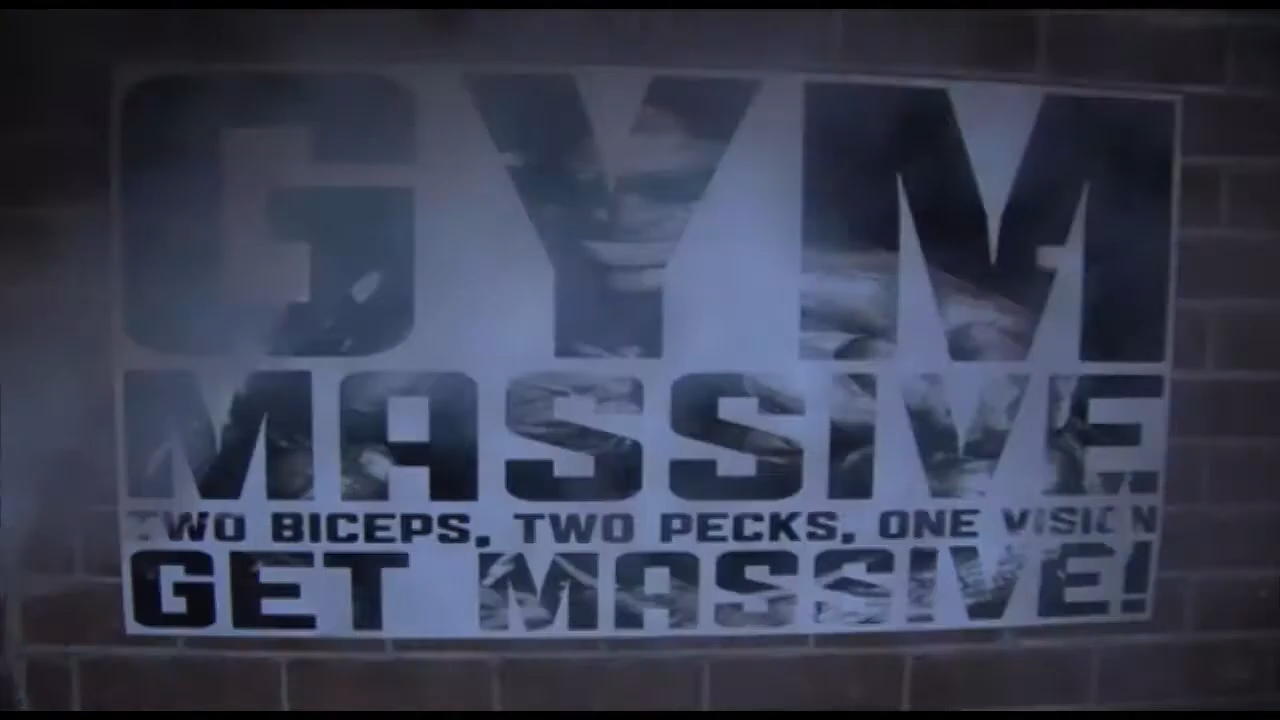 GYM
MASSIVE
TWO BICEPS, TWO PECKS, ONE VISION
GET MASSIVE!